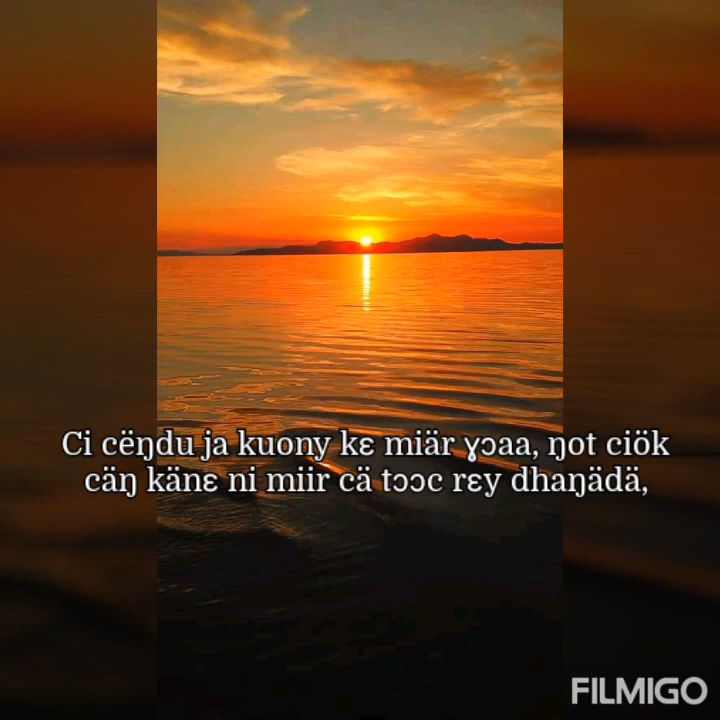 Ci cëŋdu ja kuony kɛ miär ɣɔaa, ŋot ciök
cäŋ känɛ ni miir cä tɔɔc rɛy dhaŋädä,
FILMIGO